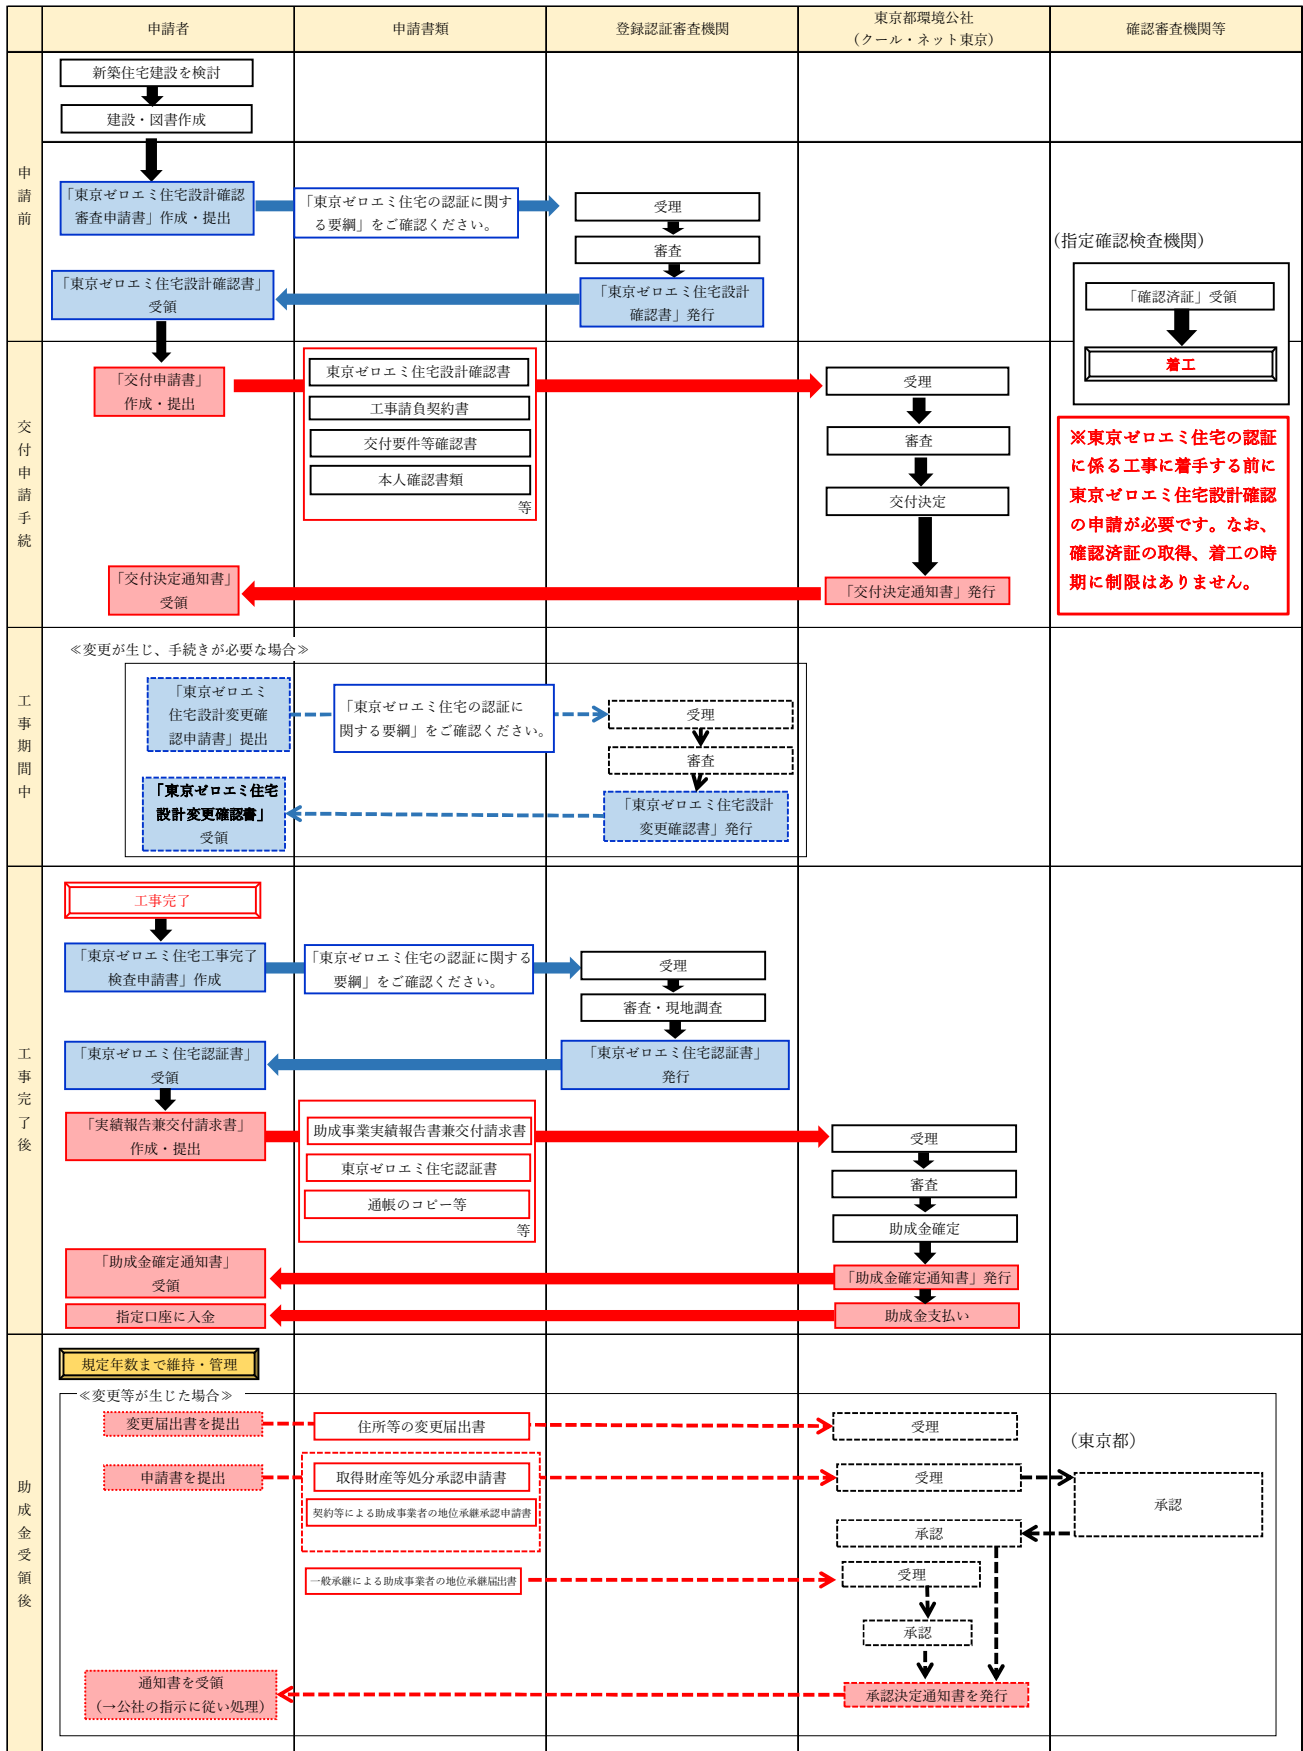 申請者
申請書類
登録認証審査機関
東京都環境公社
（クール・ネット東京）
確認審査機関等
申請前
新築住宅建設を検討
建設・図書作成
「東京ゼロエミ住宅設計確認
審査申請書」作成・提出
「東京ゼロエミ住宅の認証に関す
る要綱」をご確認ください。
受理
審査
「東京ゼロエミ住宅設計
確認書」発行
「東京ゼロエミ住宅設計確認書」
受領
（指定確認検査機関）
「確認済証」受領
着工
交付申請手続
「交付申請書」
作成・提出
東京ゼロエミ住宅設計確認書
工事請負契約書
交付要件等確認書
本人確認書類
等
受理
審査
交付決定
「交付決定通知書」発行
「交付決定通知書」
受領
※東京ゼロエミ住宅の認証
に係る工事に着手する前に
東京ゼロエミ住宅設計確認
の申請が必要です。なお、
確認済証の取得、着工の時
期に制限はありません。
工事期間中
≪変更が生じ、手続きが必要な場合≫
「東京ゼロエミ
住宅設計変更確
認申請書」提出
「東京ゼロエミ住宅の認証に
関する要綱」をご確認ください。
受理
審査
「東京ゼロエミ住宅設計
変更確認書」発行
「東京ゼロエミ住宅
設計変更確認書」
受領
工事完了後
工事完了
「東京ゼロエミ住宅工事完了
検査申請書」作成
「東京ゼロエミ住宅の認証に関する
要綱」をご確認ください。
受理
審査・現地調査
「東京ゼロエミ住宅認証書」
発行
「東京ゼロエミ住宅認証書」
受領
「実績報告兼交付請求書」
作成・提出
助成事業実績報告書兼交付請求書
東京ゼロエミ住宅認証書
通帳のコピー等
等
受理
審査
助成金確定
「助成金確定通知書」発行
助成金支払い
「助成金確定通知書」
受領
指定口座に入金
助成金受領後
規定年数まで維持・管理
≪変更等が生じた場合≫
変更届出書を提出
住所等の変更届出書
受理
申請書を提出
取得財産等処分承認申請書
契約等による助成事業者の地位承継承認申請書
受理
（東京都）
承認
承認
一般承継による助成事業者の地位承継届出書
受理
承認
承認決定通知書を発行
通知書を受領
（→公社の指示に従い処理）